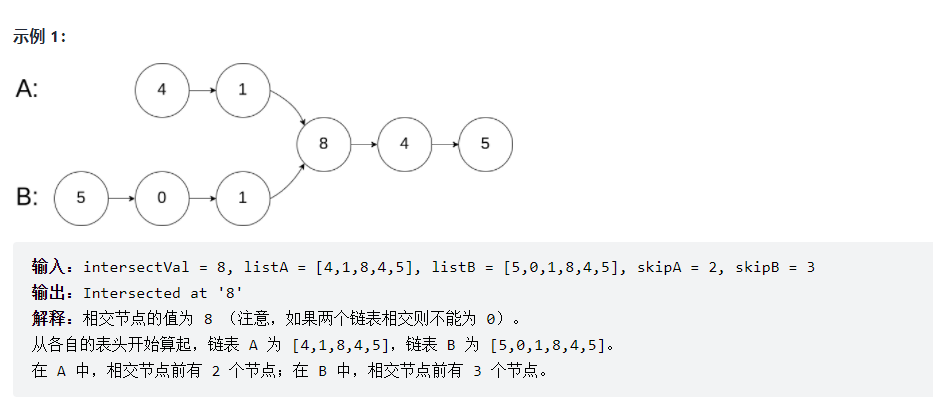 示例 1：
A: 4 1
8 4 5
B: 5 0 1
输入：intersectVal = 8, listA = [4,1,8,4,5], listB = [5,0,1,8,4,5], skipA = 2, skipB = 3
输出：Intersected at '8'
解释：相交节点的值为 8 （注意，如果两个链表相交则不能为 0）。
从各自的表头开始算起，链表 A 为 [4,1,8,4,5]，链表 B 为 [5,0,1,8,4,5]。
在 A 中，相交节点前有 2 个节点；在 B 中，相交节点前有 3 个节点。